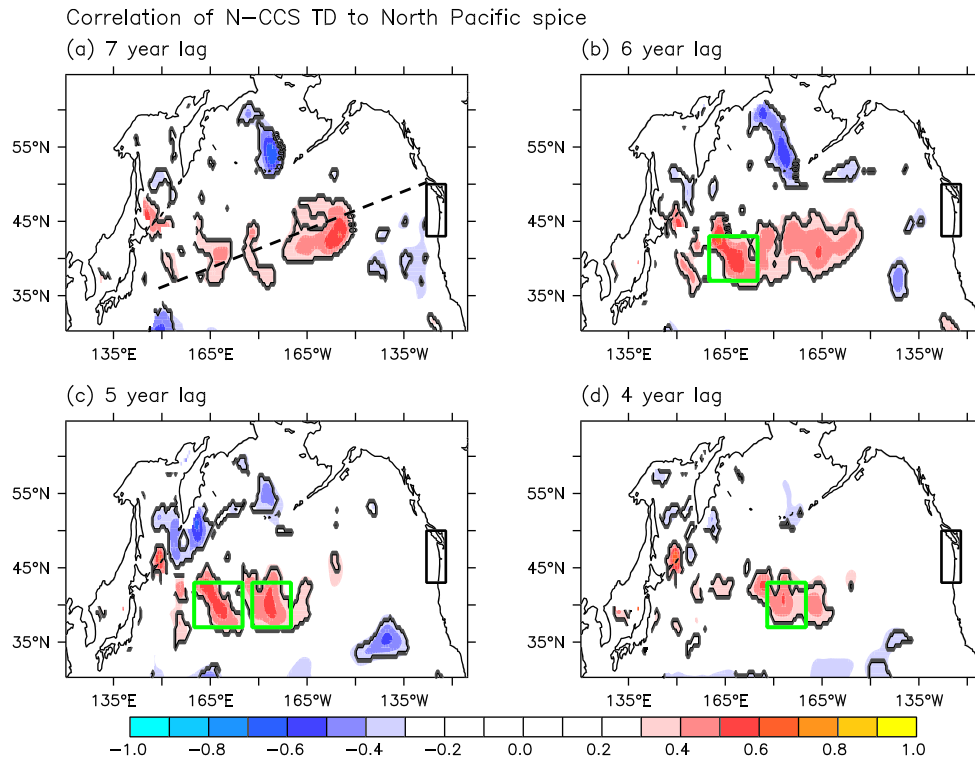 Correlation of N−CCS TD to North Pacific spice
(a) 7 year lag
(b) 6 year lag
55°N
45°N
35°N
135°E 165°E 165°W 135°W
55°N
45°N
35°N
135°E 165°E 165°W 135°W
(c) 5 year lag
(d) 4 year lag
55°N
45°N
35°N
135°E 165°E 165°W 135°W
55°N
45°N
35°N
135°E 165°E 165°W 135°W
−1.0 −0.8 −0.6 −0.4 −0.2 0.0 0.2 0.4 0.6 0.8 1.0